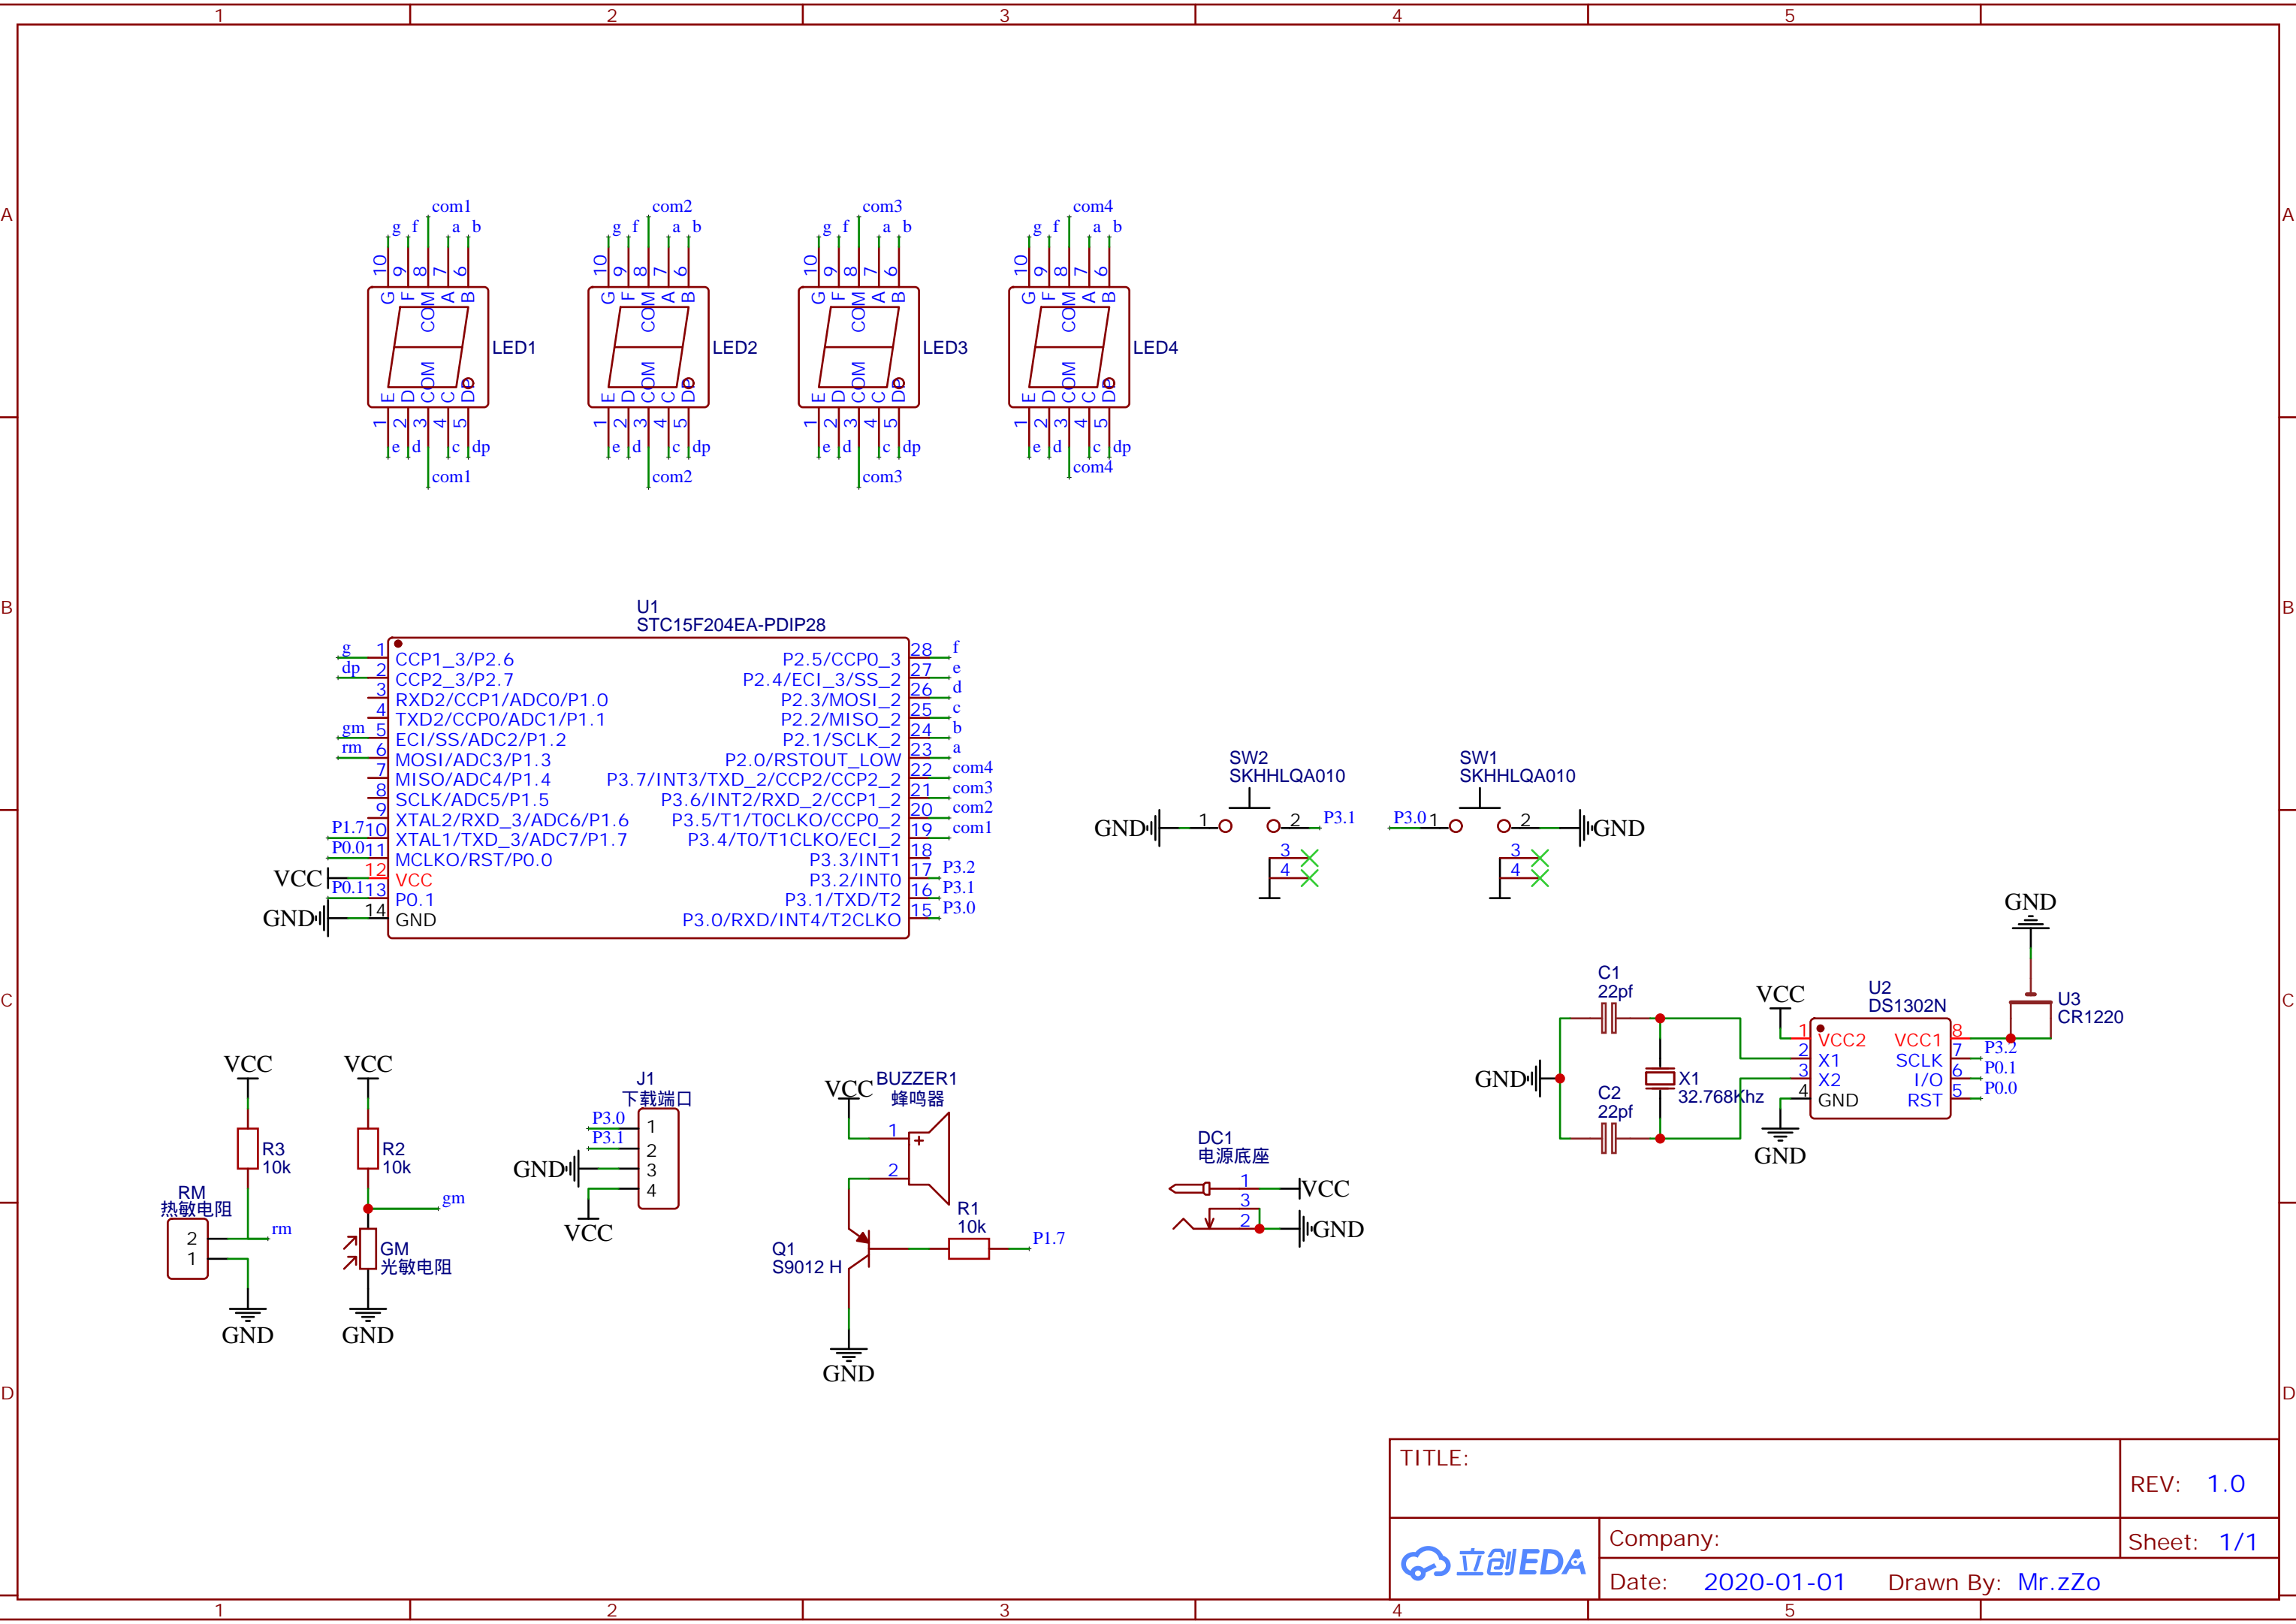 1 2 3 4 5
A A
com1 com2 com3 com4
g f a b g f a b g f a b g f a b
10 9 8 7 6 10 9 8 7 6 10 9 8 7 6 10 9 8 7 6
G F COM A B G F COM A B G F COM A B G F COM A B
LED1 LED2 LED3 LED4
E D COM C DP E D COM C DP E D COM C DP E D COM C DP
1 2 3 4 5 1 2 3 4 5 1 2 3 4 5 1 2 3 4 5
e d c dp e d c dp e d c dp e d c dp
com1 com2 com3 com4
B B
U1
STC15F204EA-PDIP28
g 1 CCP1_3/P2.6 P2.5/CCP0_3 28 f
dp 2 CCP2_3/P2.7 P2.4/ECI_3/SS_2 27 e
3 RXD2/CCP1/ADC0/P1.0 P2.3/MOSI_2 26 d
4 TXD2/CCP0/ADC1/P1.1 P2.2/MISO_2 25 c
gm 5 ECI/SS/ADC2/P1.2 P2.1/SCLK_2 24 b
rm 6 MOSI/ADC3/P1.3 P2.0/RSTOUT_LOW 23 a
7 MISO/ADC4/P1.4 P3.7/INT3/TXD_2/CCP2/CCP2_2 22 com4
8 SCLK/ADC5/P1.5 P3.6/INT2/RXD_2/CCP1_2 21 com3
9 XTAL2/RXD_3/ADC6/P1.6 P3.5/T1/T0CLKO/CCP0_2 20 com2
P1.7 10 XTAL1/TXD_3/ADC7/P1.7 P3.4/T0/T1CLKO/ECI_2 19 com1
P0.0 11 MCLKO/RST/P0.0 P3.3/INT1 18
VCC 12 VCC P3.2/INT0 17 P3.2
P0.1 13 P0.1 P3.1/TXD/T2 16 P3.1
GND 14 GND P3.0/RXD/INT4/T2CLKO 15 P3.0
SW2
SKHHLQA010
GND 1 2 P3.1
3
4
SW1
SKHHLQA010
P3.0 1 2 GND
3
4
C C
GND
U3
CR1220
C1
22pf
GND
X1
32.768Khz
C2
22pf
VCC
U2
DS1302N
1 VCC2 VCC1 8
2 X1 SCLK 7 P3.2
3 X2 I/O 6 P0.1
4 GND RST 5 P0.0
GND
VCC
R3
10k
RM
热敏电阻
2 rm
1
GND
VCC
R2
10k
gm
GM
光敏电阻
GND
J1
下载端口
P3.0 1
P3.1 2
GND 3
4
VCC
VCC
BUZZER1
蜂鸣器
1 +
2
R1
10k
P1.7
Q1
S9012 H
GND
DC1
电源底座
1 VCC
3
2 GND
D D
TITLE:
REV: 1.0
立创EDA
Company:
Sheet: 1/1
Date: 2020-01-01 Drawn By: Mr.zZo
1 2 3 4 5